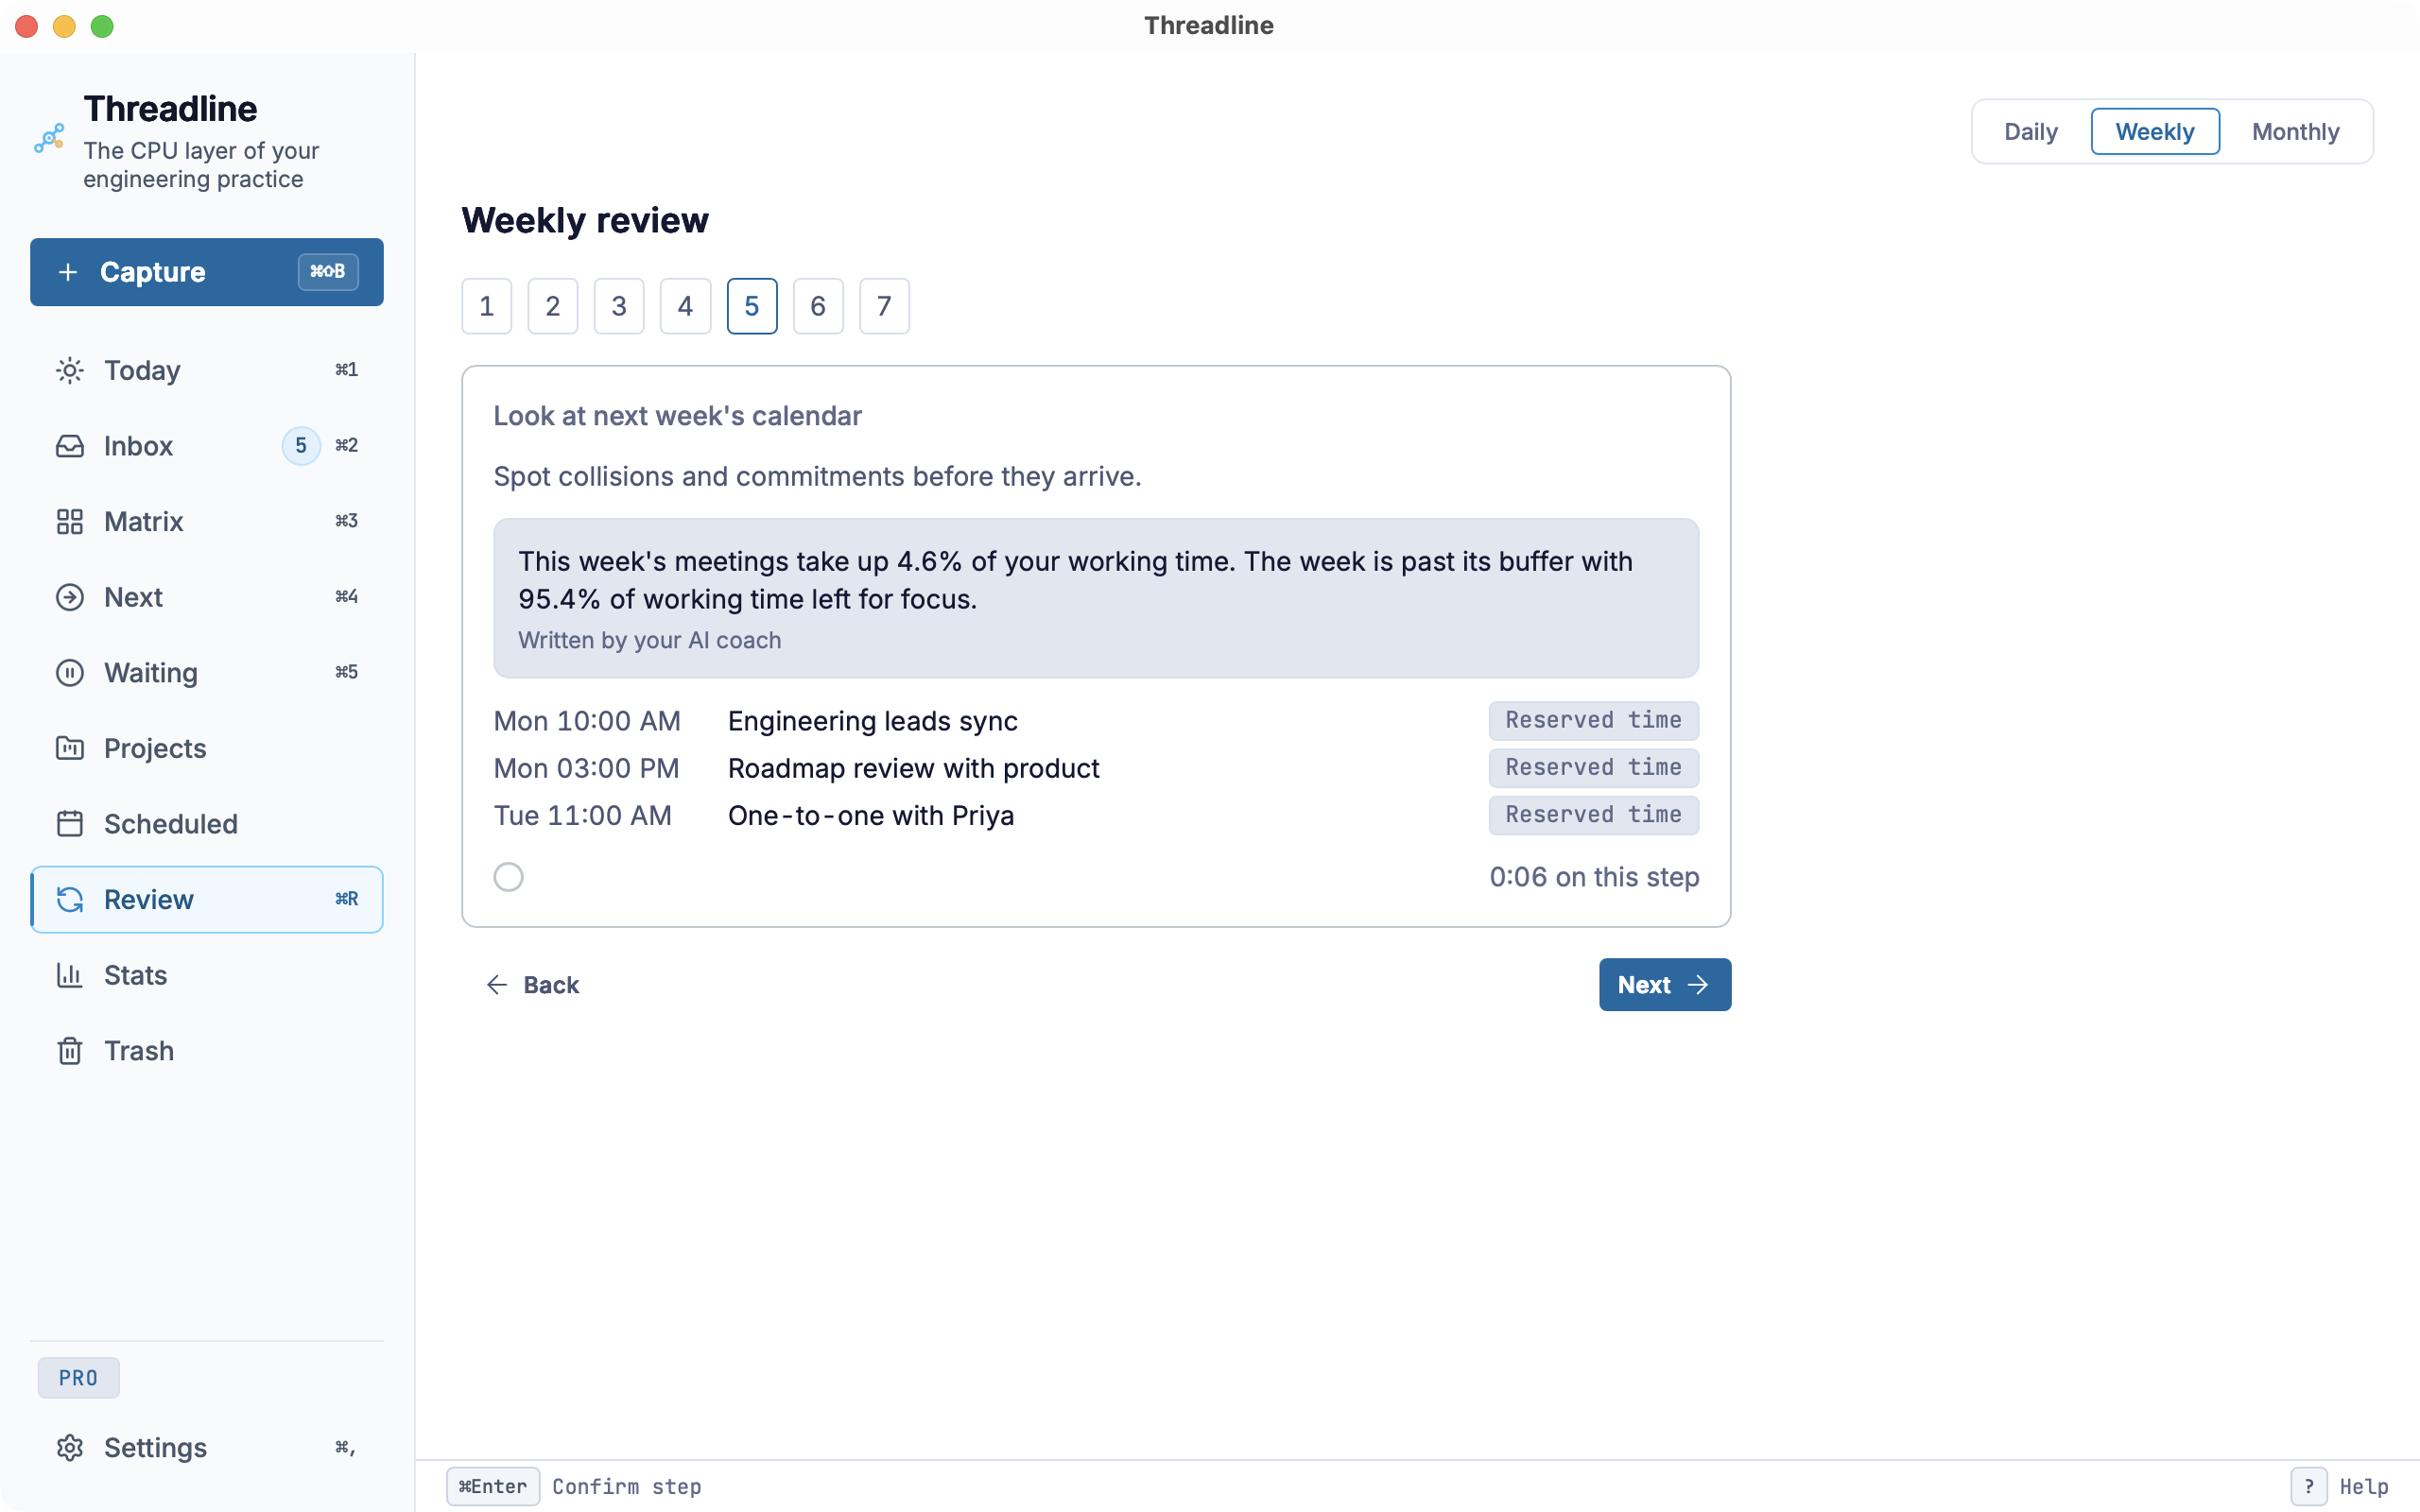 Threadline
Threadline
The CPU layer of your
engineering practice
Capture ⌘⇧B
Today ⌘1
Inbox 5 ⌘2
Matrix ⌘3
Next ⌘4
Waiting ⌘5
Projects
Scheduled
Review ⌘R
Stats
Trash
PRO
Settings ⌘,
Daily Weekly Monthly
Weekly review
1 2 3 4 5 6 7
Look at next week's calendar
Spot collisions and commitments before they arrive.
This week's meetings take up 4.6% of your working time. The week is past its buffer with
95.4% of working time left for focus.
Written by your AI coach
Mon 10:00 AM Engineering leads sync Reserved time
Mon 03:00 PM Roadmap review with product Reserved time
Tue 11:00 AM One-to-one with Priya Reserved time
0:06 on this step
Back Next
⌘Enter Confirm step ? Help